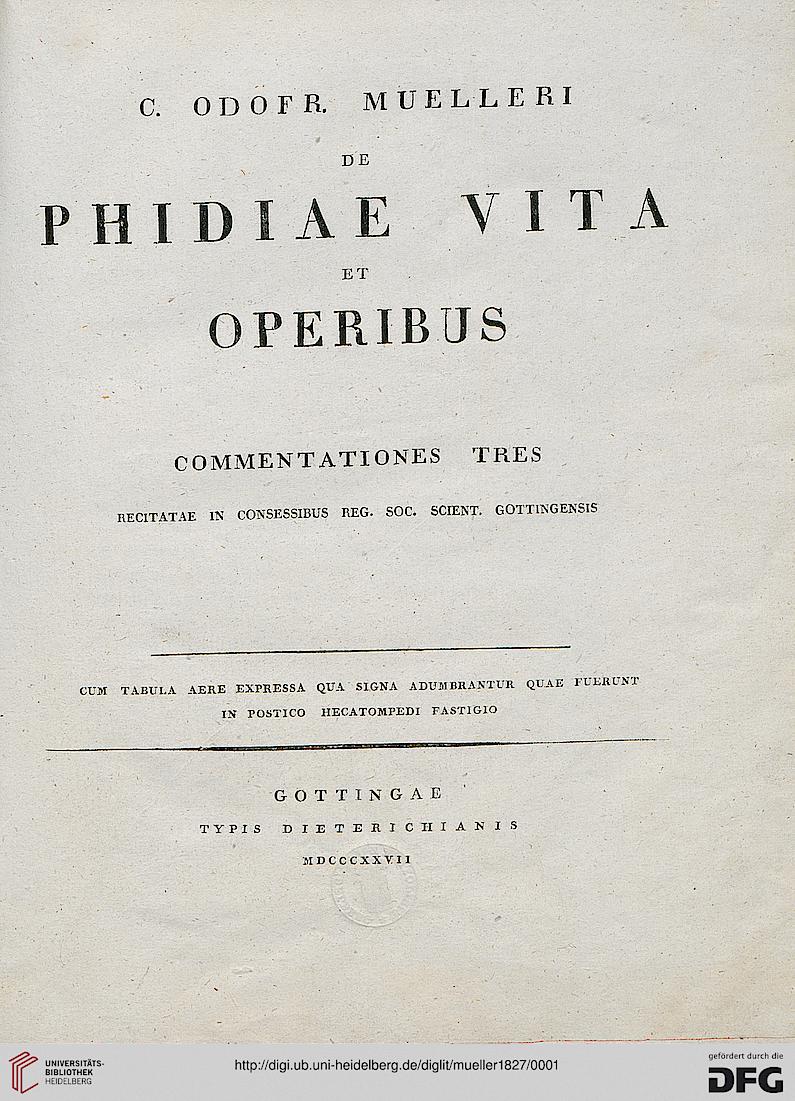 C. ODOFR. MUELLERI
DE
PHIDIAE VITA
ET
OPERIBUS
COMMENTATIONES TRES
RECITATAE IN CONSESSIBUS REG. SOC. SCIENT. GOTTINGENSIS
CUM TABULA AERE EXPRESSA QUA SIGNA ADUMBRANTUR QUAE FUERUNT
IN POSTICO HECATOMPEDI FASTIGIO
GOTTINGAE
TYPIS DIETERICHIANIS
MDCCCXXVII
UNIVERSITÄTS-
BIBLIOTHEK
HEIDELBERG
http://digi.ub.uni-heidelberg.de/diglit/mueller1827/0001
gefördert durch die
DFG